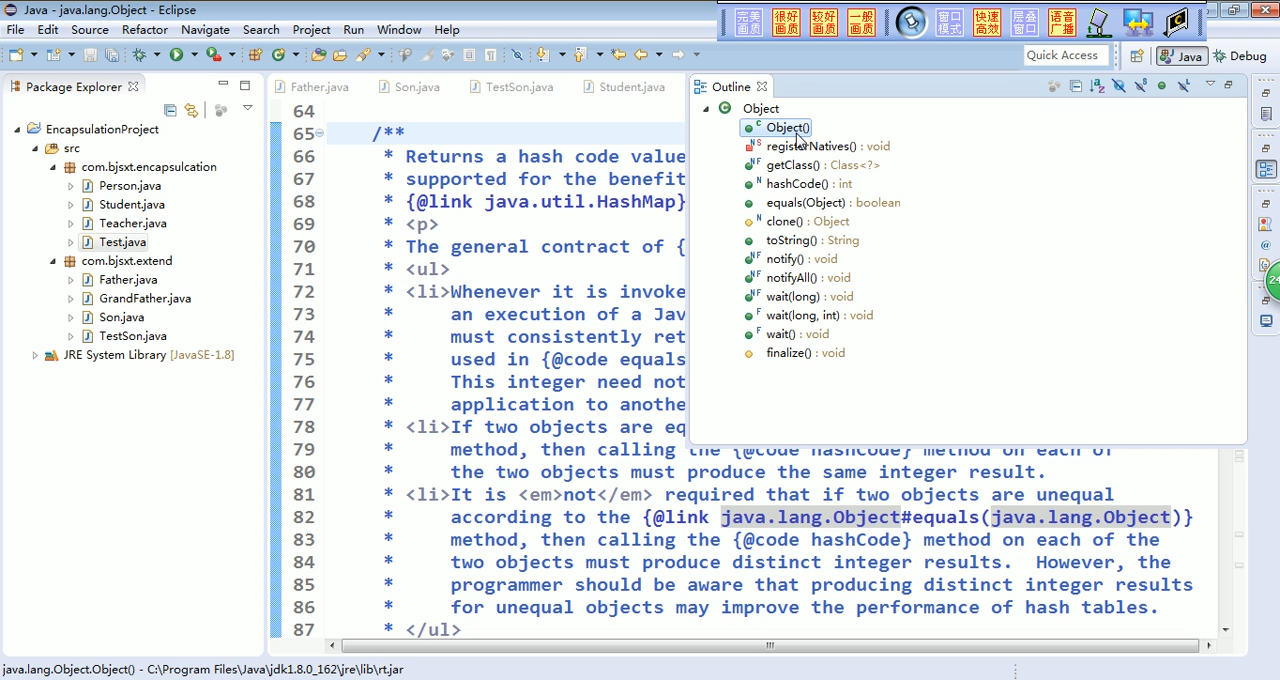 Java - java.lang.Object - Eclipse
完美画质
很好画质
较好画质
一般画质
窗口模式
快速高效
层叠窗口
语音广播
File Edit Source Refactor Navigate Search Project Run Window Help
Quick Access
Java
Debug
Package Explorer
EncapsulationProject
src
com.bjsxt.encapsulcation
Person.java
Student.java
Teacher.java
Test.java
com.bjsxt.extend
Father.java
GrandFather.java
Son.java
TestSon.java
JRE System Library [JavaSE-1.8]
Father.java Son.java TestSon.java Student.java
64
65 /**
66 * Returns a hash code value
67 * supported for the benefit
68 * {@link java.util.HashMap}
69 * <p>
70 * The general contract of {
71 * <ul>
72 * <li>Whenever it is invoke
73 * an execution of a Jav
74 * must consistently ret
75 * used in {@code equals
76 * This integer need not
77 * application to anothe
78 * <li>If two objects are eq
79 * method, then calling the {@code hashCode} method on each of
80 * the two objects must produce the same integer result.
81 * <li>It is <em>not</em> required that if two objects are unequal
82 * according to the {@link java.lang.Object#equals(java.lang.Object)}
83 * method, then calling the {@code hashCode} method on each of the
84 * two objects must produce distinct integer results. However, the
85 * programmer should be aware that producing distinct integer results
86 * for unequal objects may improve the performance of hash tables.
87 * </ul>
Outline
Object
Object()
registerNatives() : void
getClass() : Class<?>
hashCode() : int
equals(Object) : boolean
clone() : Object
toString() : String
notify() : void
notifyAll() : void
wait(long) : void
wait(long, int) : void
wait() : void
finalize() : void
24
java.lang.Object.Object() - C:\Program Files\Java\jdk1.8.0_162\jre\lib\rt.jar